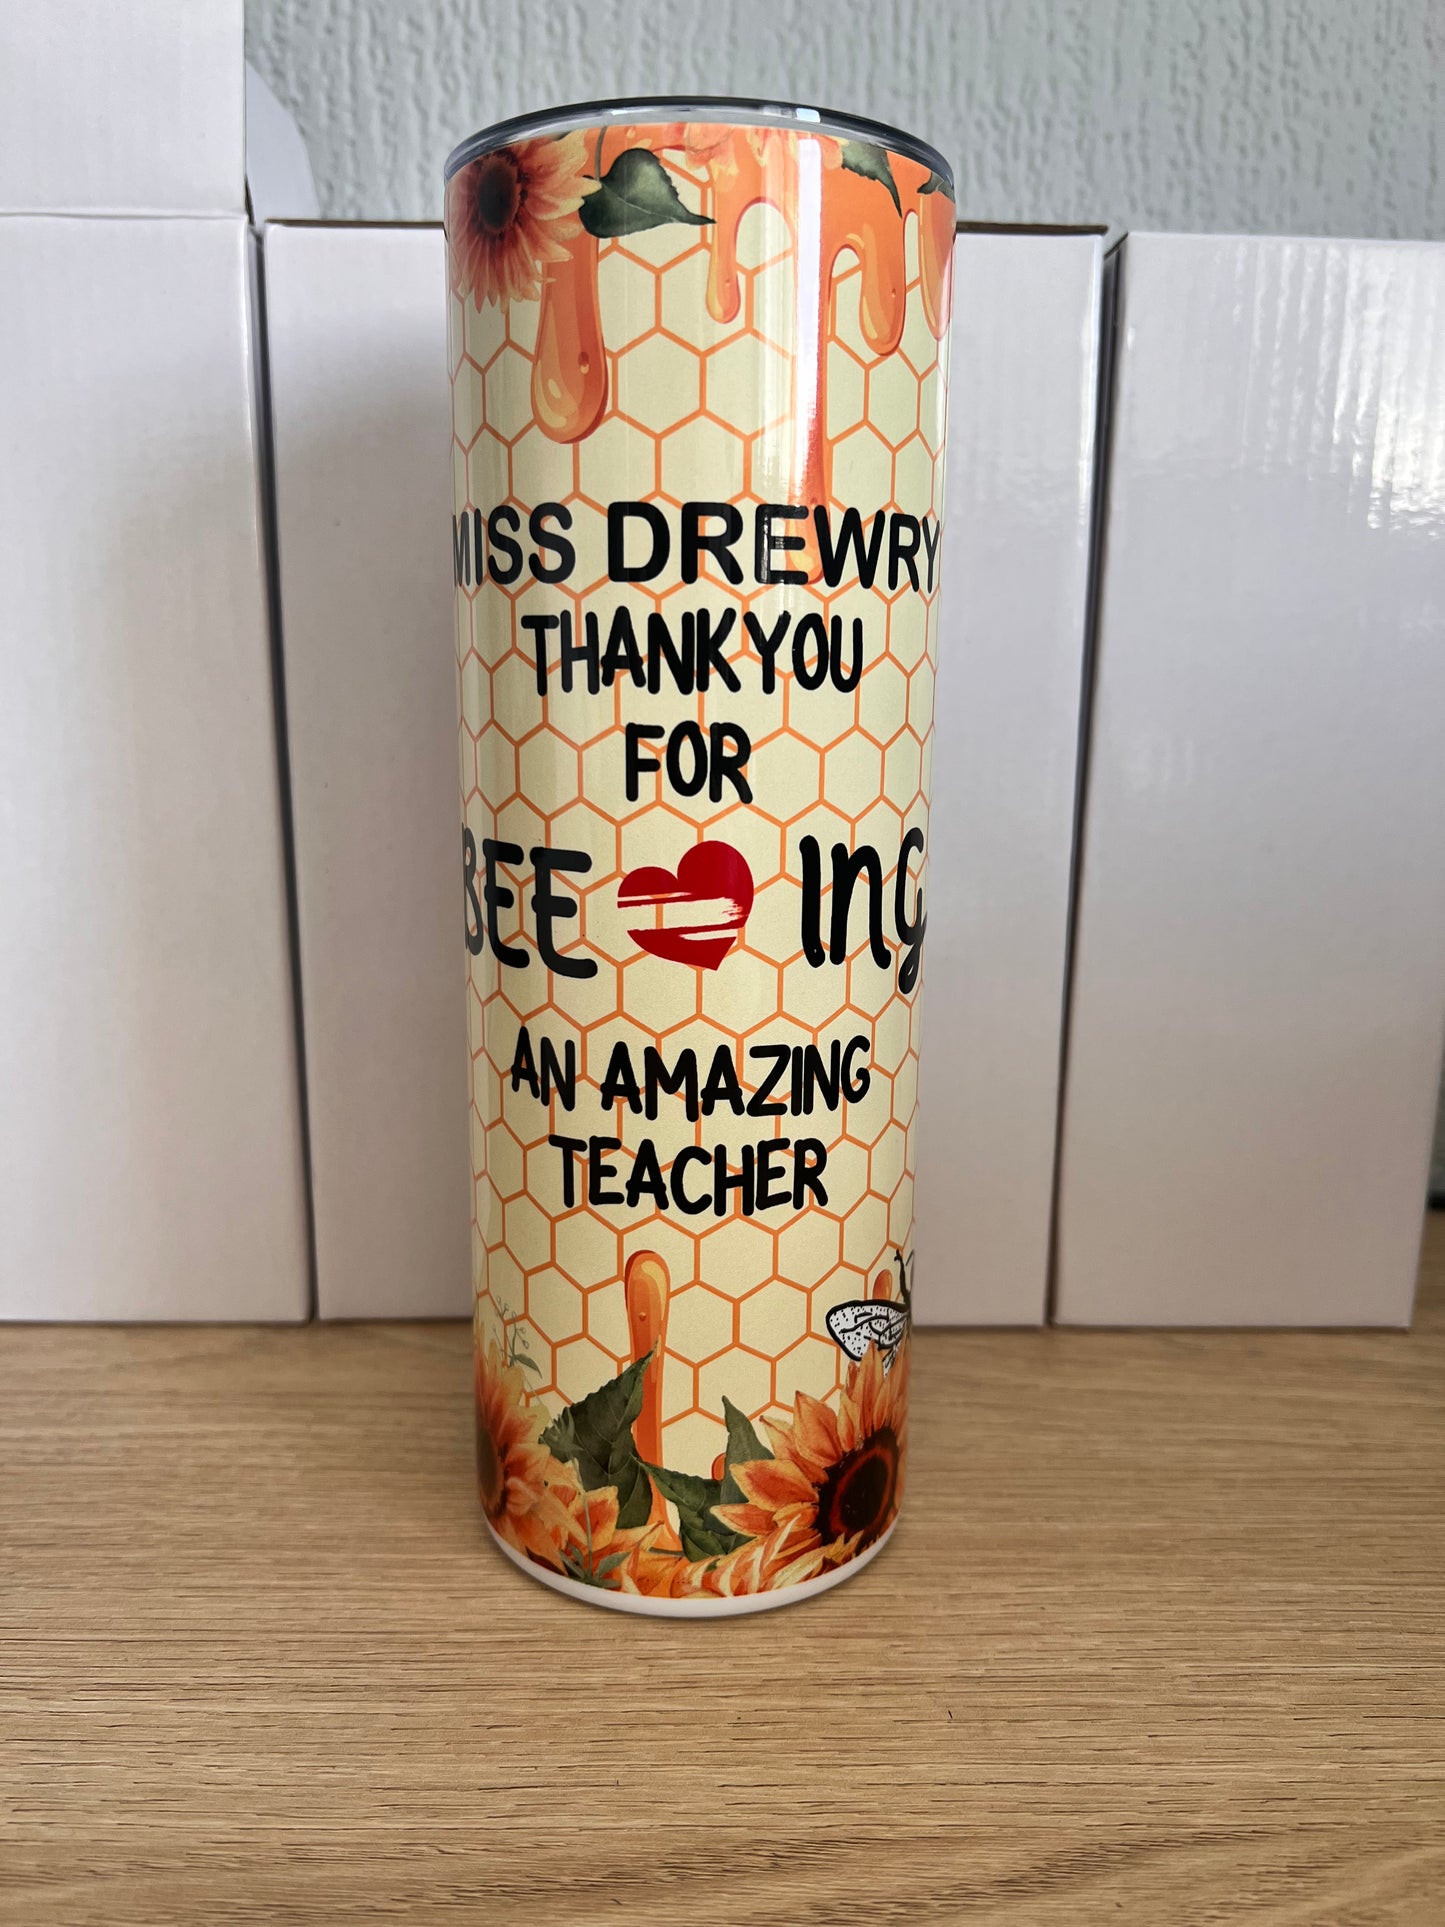 MISS DREWRY
THANKYOU
FOR
BEE ING
AN AMAZING
TEACHER